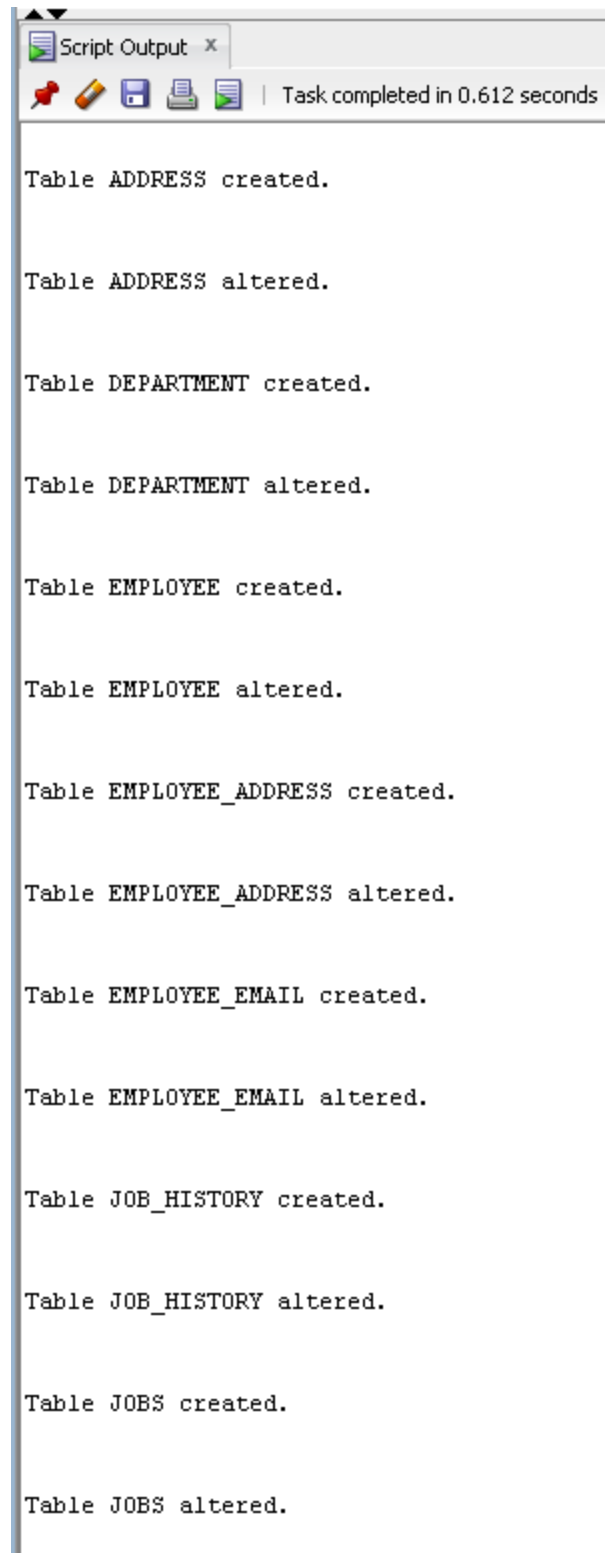 Script Output x
Task completed in 0.612 seconds
Table ADDRESS created.
Table ADDRESS altered.
Table DEPARTMENT created.
Table DEPARTMENT altered.
Table EMPLOYEE created.
Table EMPLOYEE altered.
Table EMPLOYEE_ADDRESS created.
Table EMPLOYEE_ADDRESS altered.
Table EMPLOYEE_EMAIL created.
Table EMPLOYEE_EMAIL altered.
Table JOB_HISTORY created.
Table JOB_HISTORY altered.
Table JOBS created.
Table JOBS altered.